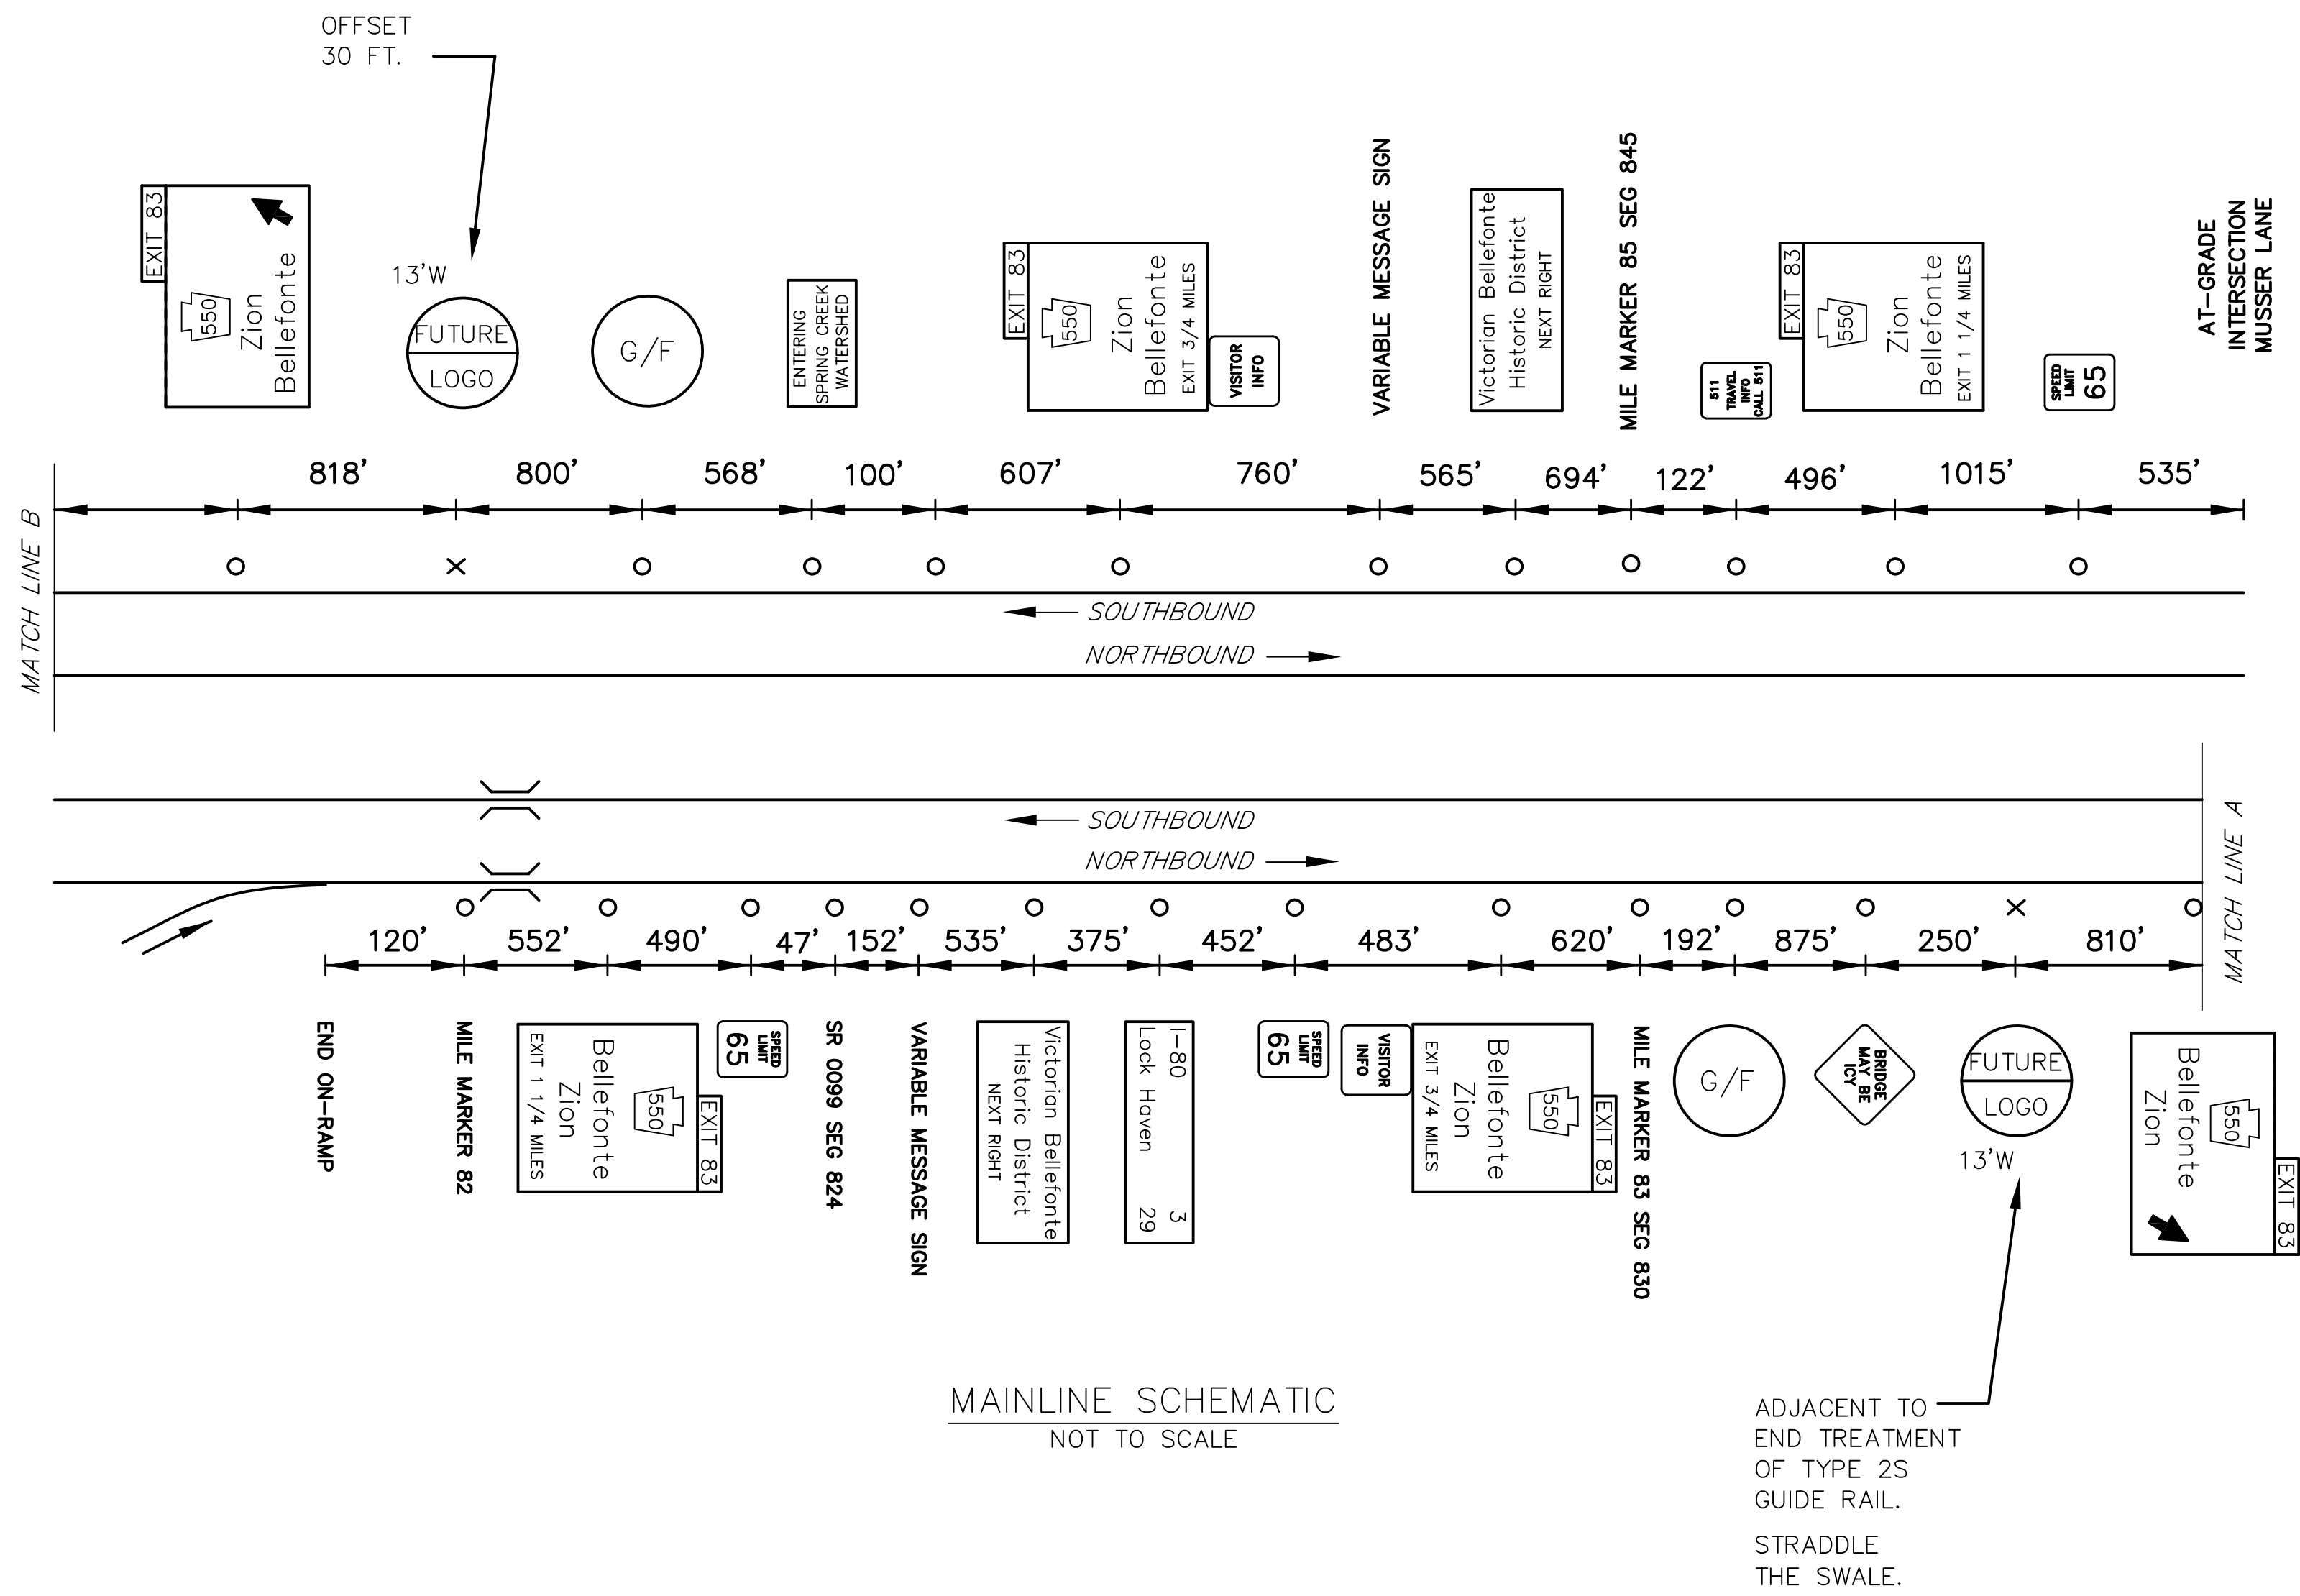 OFFSET
30 FT.
EXIT 83
550
Zion
Bellefonte
13'W
FUTURE
LOGO
G/F
ENTERING
SPRING CREEK
WATERSHED
EXIT 83
550
Zion
Bellefonte
EXIT 3/4 MILES
VISITOR
INFO
VARIABLE MESSAGE SIGN
Victorian Bellefonte
Historic District
NEXT RIGHT
MILE MARKER 85 SEG 845
511
TRAVEL
INFO
CALL 511
EXIT 83
550
Zion
Bellefonte
EXIT 1 1/4 MILES
SPEED
LIMIT
65
AT-GRADE
INTERSECTION
MUSSER LANE
818' 800' 568' 100' 607' 760' 565' 694' 122' 496' 1015' 535'
MATCH LINE B
SOUTHBOUND
NORTHBOUND
SOUTHBOUND
NORTHBOUND
MATCH LINE A
120' 552' 490' 47' 152' 535' 375' 452' 483' 620' 192' 875' 250' 810'
END ON-RAMP
MILE MARKER 82
EXIT 83
550
Bellefonte
Zion
EXIT 1 1/4 MILES
SPEED
LIMIT
65
SR 0099 SEG 824
VARIABLE MESSAGE SIGN
Victorian Bellefonte
Historic District
NEXT RIGHT
I-80 3
Lock Haven 29
SPEED
LIMIT
65
VISITOR
INFO
EXIT 83
550
Bellefonte
Zion
EXIT 3/4 MILES
MILE MARKER 83 SEG 830
G/F
BRIDGE
MAY BE
ICY
FUTURE
LOGO
13'W
EXIT 83
550
Bellefonte
Zion
MAINLINE SCHEMATIC
NOT TO SCALE
ADJACENT TO
END TREATMENT
OF TYPE 2S
GUIDE RAIL.
STRADDLE
THE SWALE.